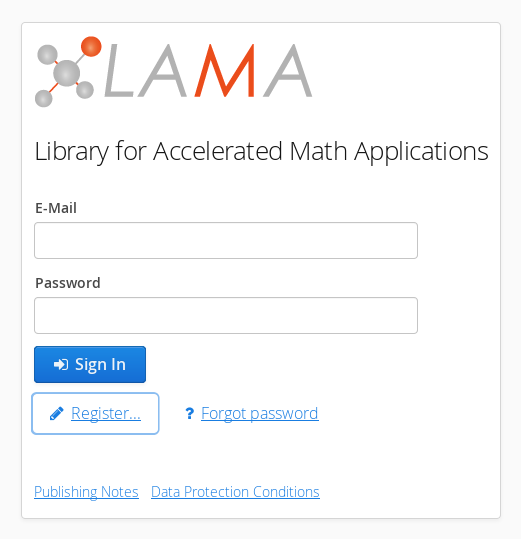 LAMA
Library for Accelerated Math Applications
E-Mail
Password
Sign In
Register...
? Forgot password
Publishing Notes Data Protection Conditions